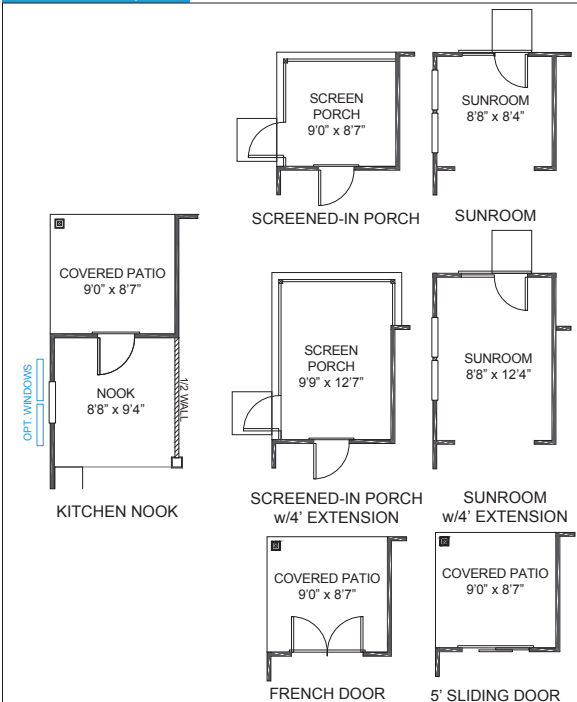 SCREEN
PORCH
9'0" x 8'7"
SCREENED-IN PORCH
SUNROOM
8'8" x 8'4"
SUNROOM
COVERED PATIO
9'0" x 8'7"
OPT. WINDOWS
NOOK
8'8" x 9'4"
1/2 WALL
KITCHEN NOOK
SCREEN
PORCH
9'9" x 12'7"
SCREENED-IN PORCH
w/4' EXTENSION
SUNROOM
8'8" x 12'4"
SUNROOM
w/4' EXTENSION
COVERED PATIO
9'0" x 8'7"
FRENCH DOOR
COVERED PATIO
9'0" x 8'7"
5' SLIDING DOOR